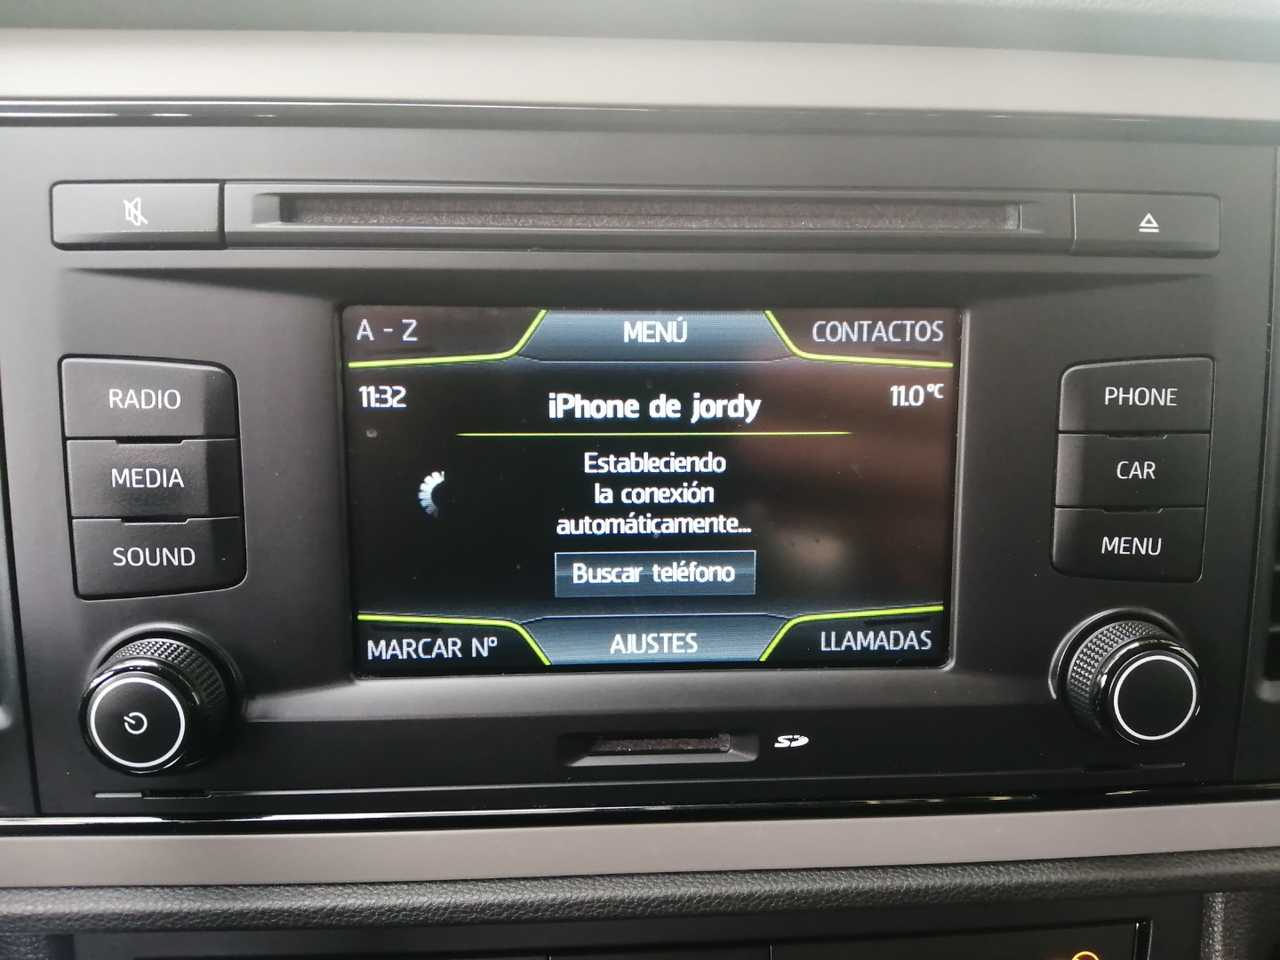 A - Z
MENÚ
CONTACTOS
11:32
iPhone de jordy
11.0 °C
Estableciendo
la conexión
automáticamente...
Buscar teléfono
MARCAR Nº
AJUSTES
LLAMADAS
RADIO
MEDIA
SOUND
PHONE
CAR
MENU
SD